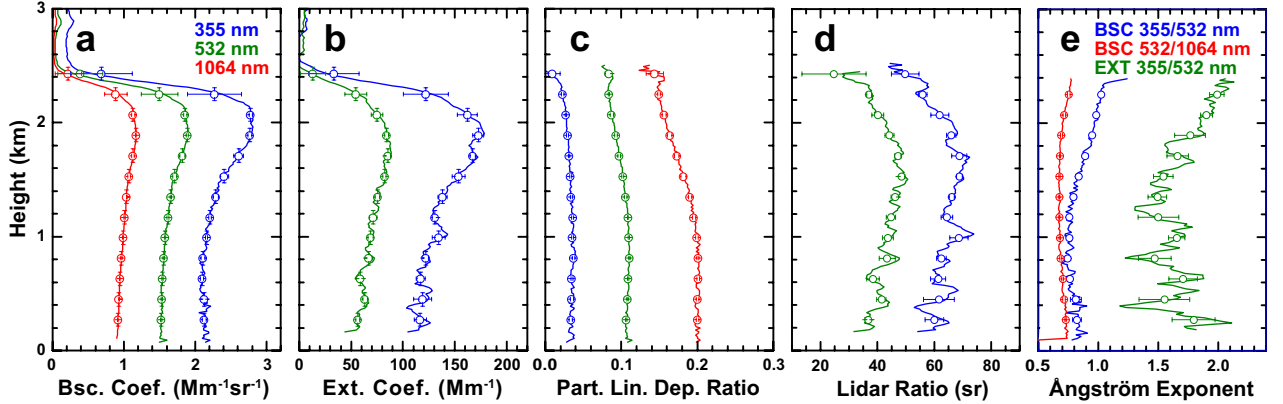 a
355 nm
532 nm
1064 nm
b
c
d
e
BSC 355/532 nm
BSC 532/1064 nm
EXT 355/532 nm
Height (km)
3
2
1
0
0 1 2 3
Bsc. Coef. (Mm⁻¹sr⁻¹)
0 50 100 150 200
Ext. Coef. (Mm⁻¹)
0.0 0.1 0.2 0.3
Part. Lin. Dep. Ratio
20 40 60 80
Lidar Ratio (sr)
0.5 1.0 1.5 2.0
Ångström Exponent